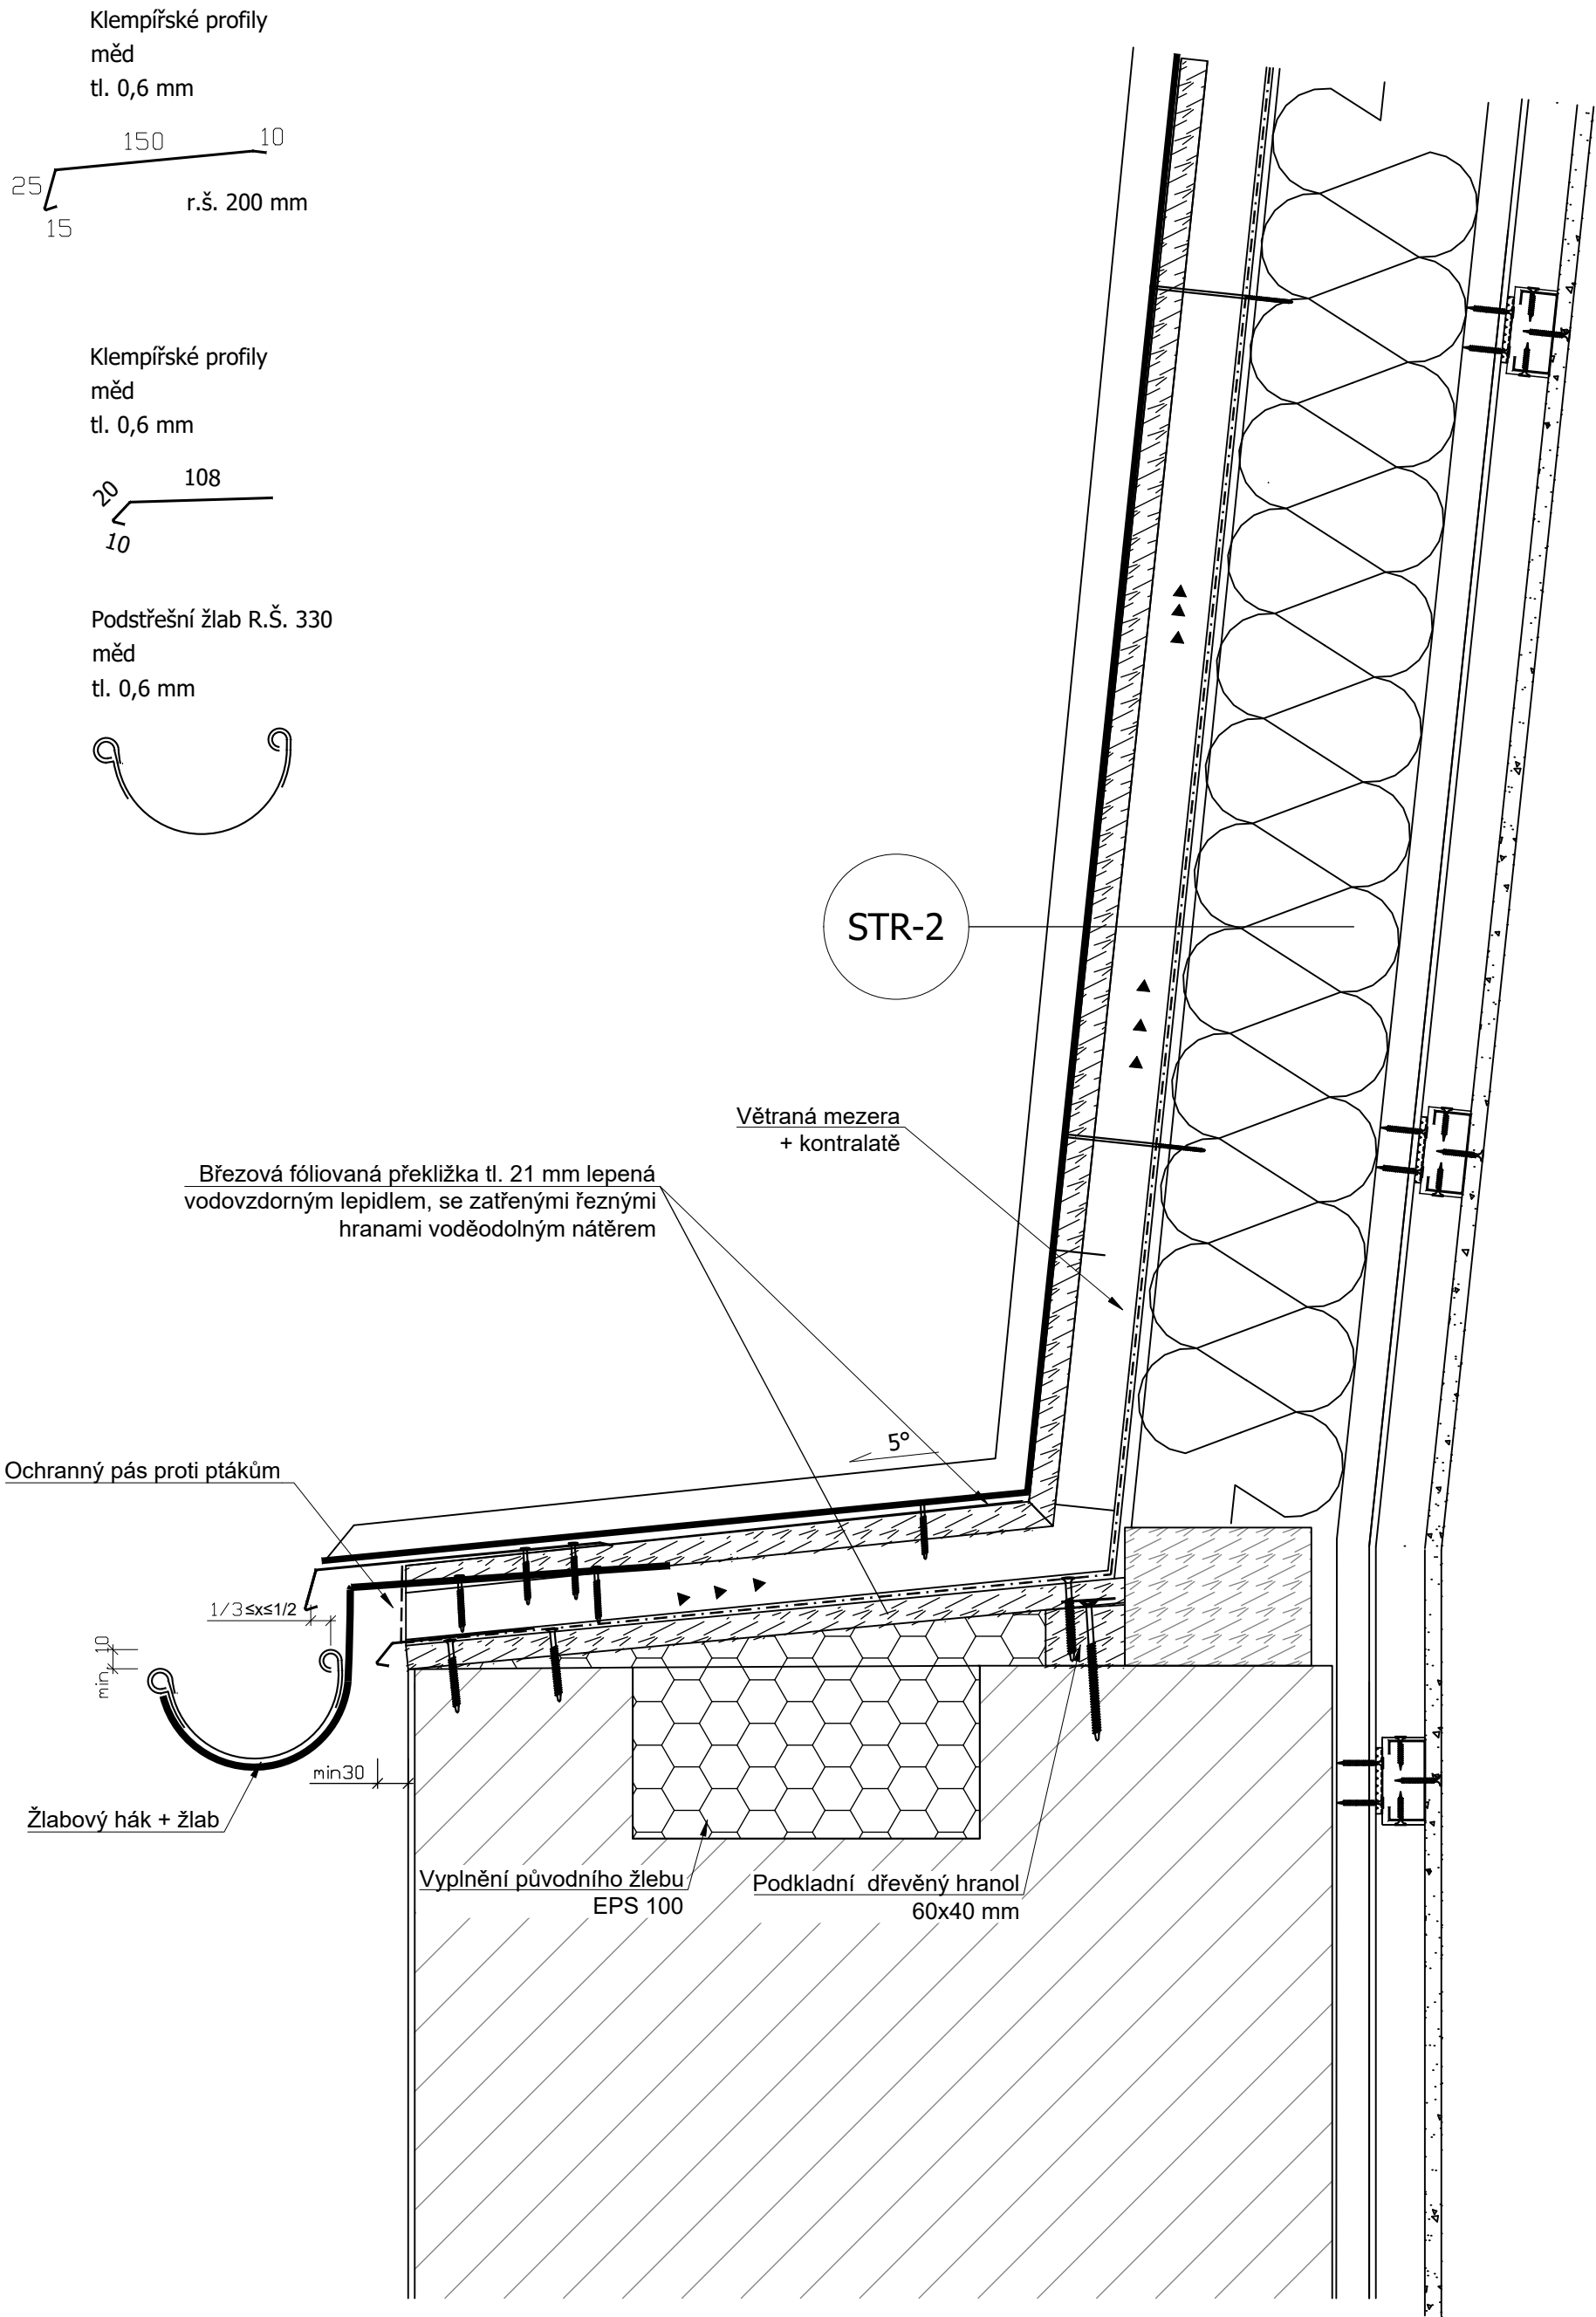 Klempířské profily
měd
tl. 0,6 mm
150
10
25
15
r.š. 200 mm
Klempířské profily
měd
tl. 0,6 mm
20
108
10
Podstřešní žlab R.Š. 330
měd
tl. 0,6 mm
STR-2
Větraná mezera
+ kontralatě
Březová fóliovaná překližka tl. 21 mm lepená
vodovzdorným lepidlem, se zatřenými řeznými
hranami voděodolným nátěrem
5°
Ochranný pás proti ptákům
1/3≤x≤1/2
min. 10
min30
Žlabový hák + žlab
Vyplnění původního žlebu
EPS 100
Podkladní dřevěný hranol
60x40 mm